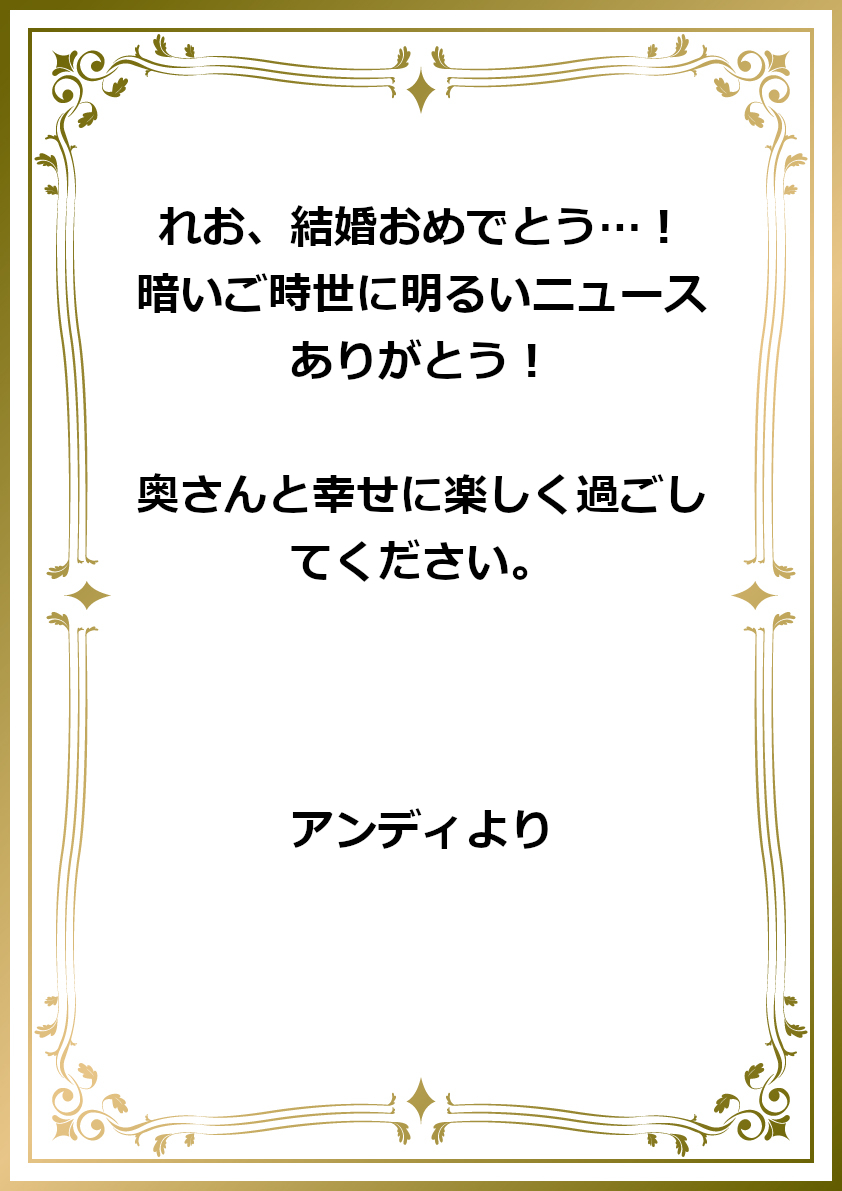 れお、結婚おめでとう…！
暗いご時世に明るいニュース
ありがとう！
奥さんと幸せに楽しく過ごし
てください。
アンディより